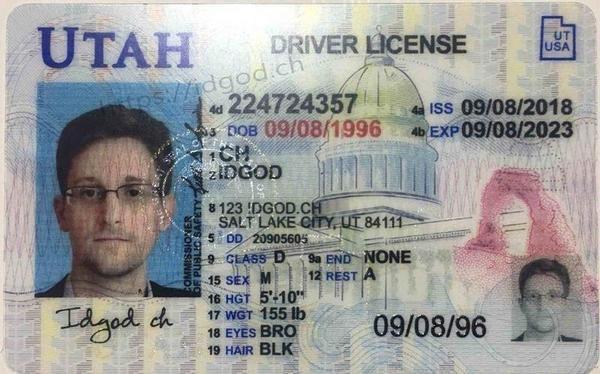 UTAH
DRIVER LICENSE
UT
USA
https://idgod.ch
4d 224724357
4a ISS 09/08/2018
3 DOB 09/08/1996
4b EXP 09/08/2023
1 CH
2 IDGOD
8 123 IDGOD.CH
SALT LAKE CITY, UT 84111
5 DD 20905605
9 CLASS D 9a END NONE
15 SEX M 12 REST A
16 HGT 5'-10"
17 WGT 155 lb
18 EYES BRO
19 HAIR BLK
09/08/96
COMMISSIONER
OF PUBLIC SAFETY
Idgod ch